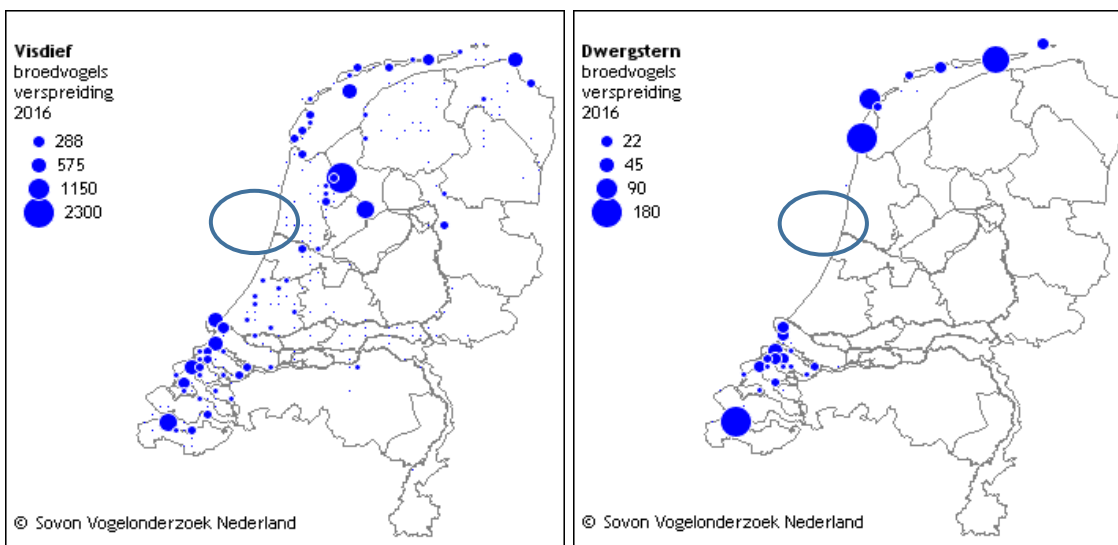 Visdief
broedvogels
verspreiding
2016
288
575
1150
2300
© Sovon Vogelonderzoek Nederland
Dwergstern
broedvogels
verspreiding
2016
22
45
90
180
© Sovon Vogelonderzoek Nederland